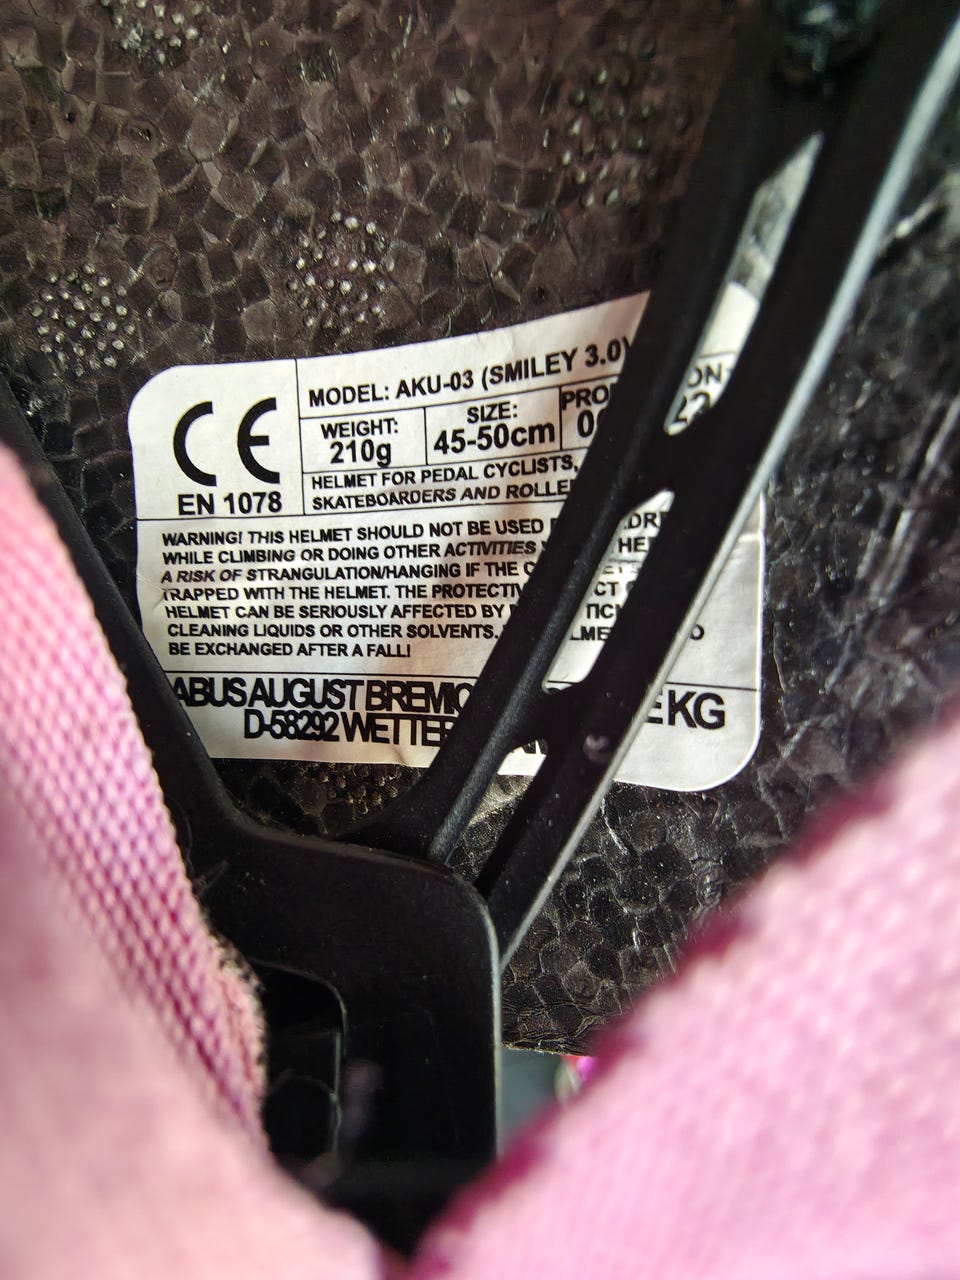 CE
EN 1078
MODEL: AKU-03 (SMILEY 3.0)
WEIGHT:
210g
SIZE:
45-50cm
HELMET FOR PEDAL CYCLISTS,
SKATEBOARDERS AND
WARNING! THIS HELMET SHOULD NOT BE USED
WHILE CLIMBING OR DOING OTHER ACTIVITIES
A RISK OF STRANGULATION/HANGING IF THE
TRAPPED WITH THE HELMET. THE
HELMET CAN BE SERIOUSLY AFFECTED BY
CLEANING LIQUIDS OR OTHER SOLVENTS.
BE EXCHANGED AFTER A FALL!
ABUS AUGUST KG
D-58292